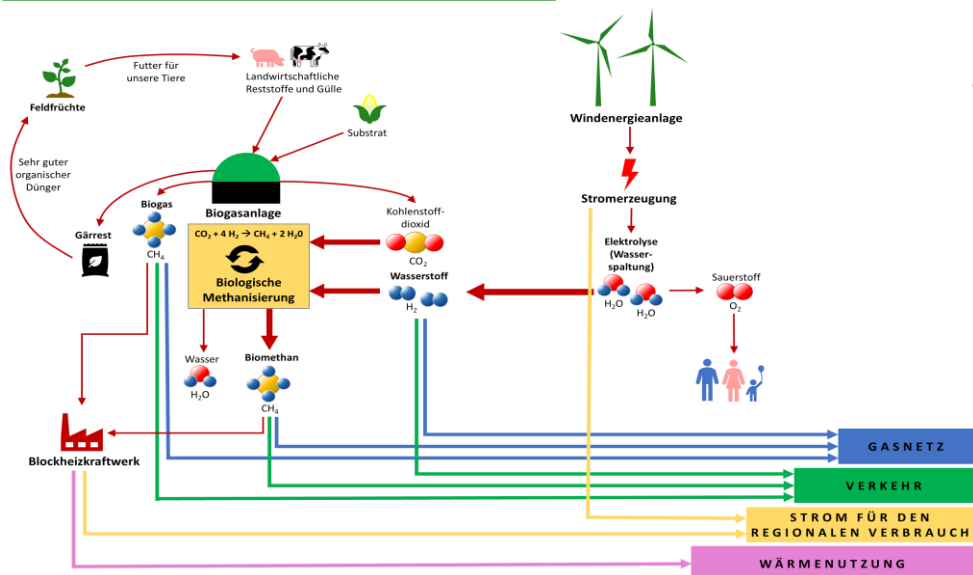 Futter für
unsere Tiere
Landwirtschaftliche
Reststoffe und Gülle
Feldfrüchte
Substrat
Windenergieanlage
Sehr guter
organischer
Dünger
Stromerzeugung
Biogas
Biogasanlage
Kohlenstoff-
dioxid
Gärrest
CO₂ + 4 H₂ → CH₄ + 2 H₂0
Elektrolyse
(Wasser-
spaltung)
CH₄
CO₂
Biologische
Methanisierung
Wasserstoff
Sauerstoff
H₂
H₂O
H₂O
O₂
Wasser
H₂O
Biomethan
CH₄
Blockheizkraftwerk
GASNETZ
VERKEHR
STROM FÜR DEN
REGIONALEN VERBRAUCH
WÄRMENUTZUNG